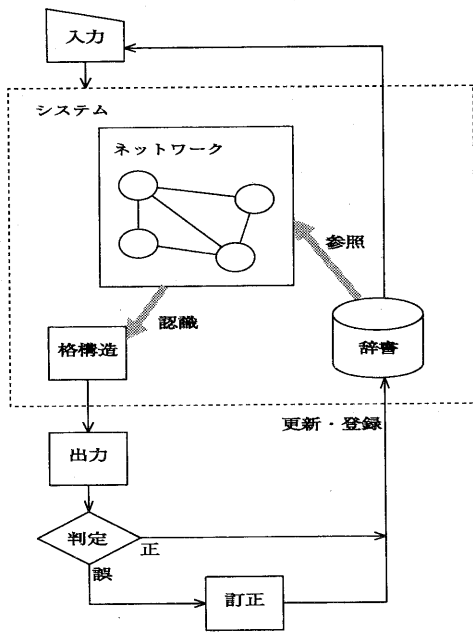 入力
システム
ネットワーク
参照
認識
格構造
辞書
更新・登録
出力
判定
正
誤
訂正